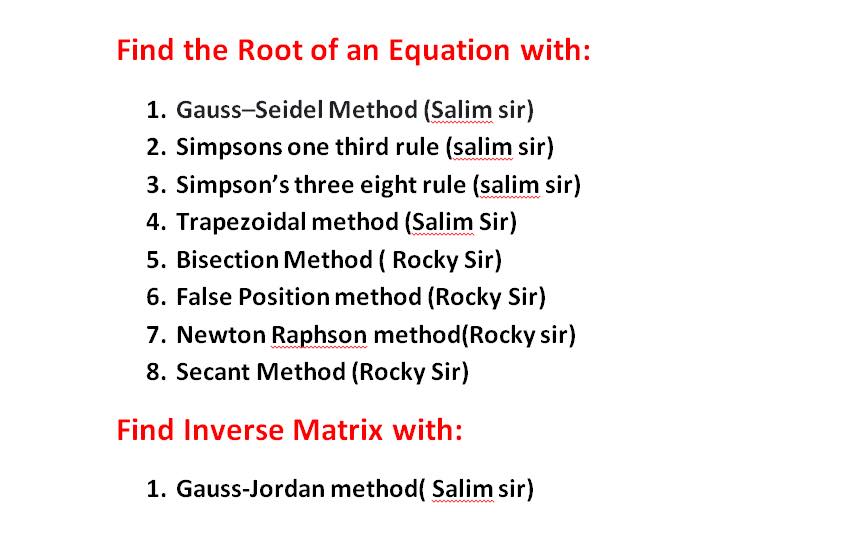 Find the Root of an Equation with:
1. Gauss–Seidel Method (Salim sir)
2. Simpsons one third rule (salim sir)
3. Simpson's three eight rule (salim sir)
4. Trapezoidal method (Salim Sir)
5. Bisection Method ( Rocky Sir)
6. False Position method (Rocky Sir)
7. Newton Raphson method(Rocky sir)
8. Secant Method (Rocky Sir)
Find Inverse Matrix with:
1. Gauss-Jordan method( Salim sir)